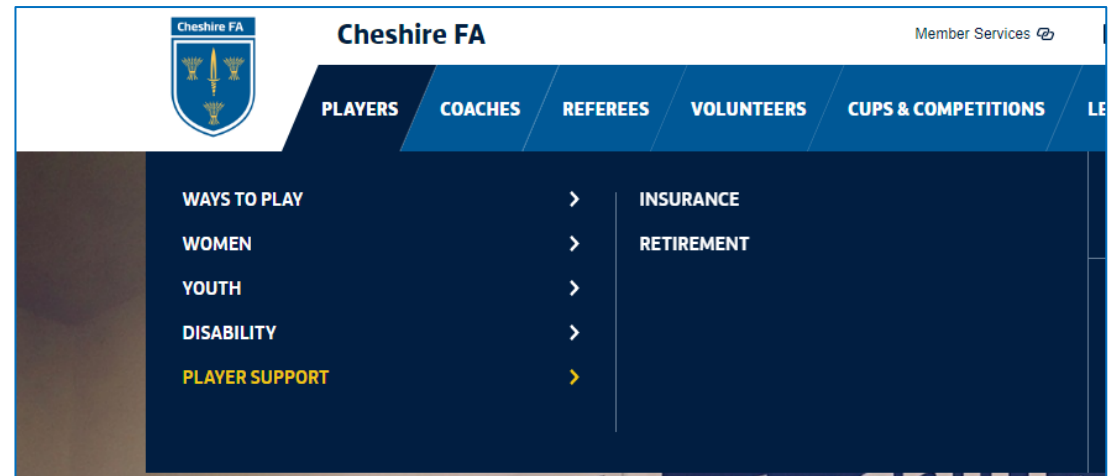 Cheshire FA
Cheshire FA
Member Services
PLAYERS
COACHES
REFEREES
VOLUNTEERS
CUPS & COMPETITIONS
WAYS TO PLAY
WOMEN
YOUTH
DISABILITY
PLAYER SUPPORT
INSURANCE
RETIREMENT